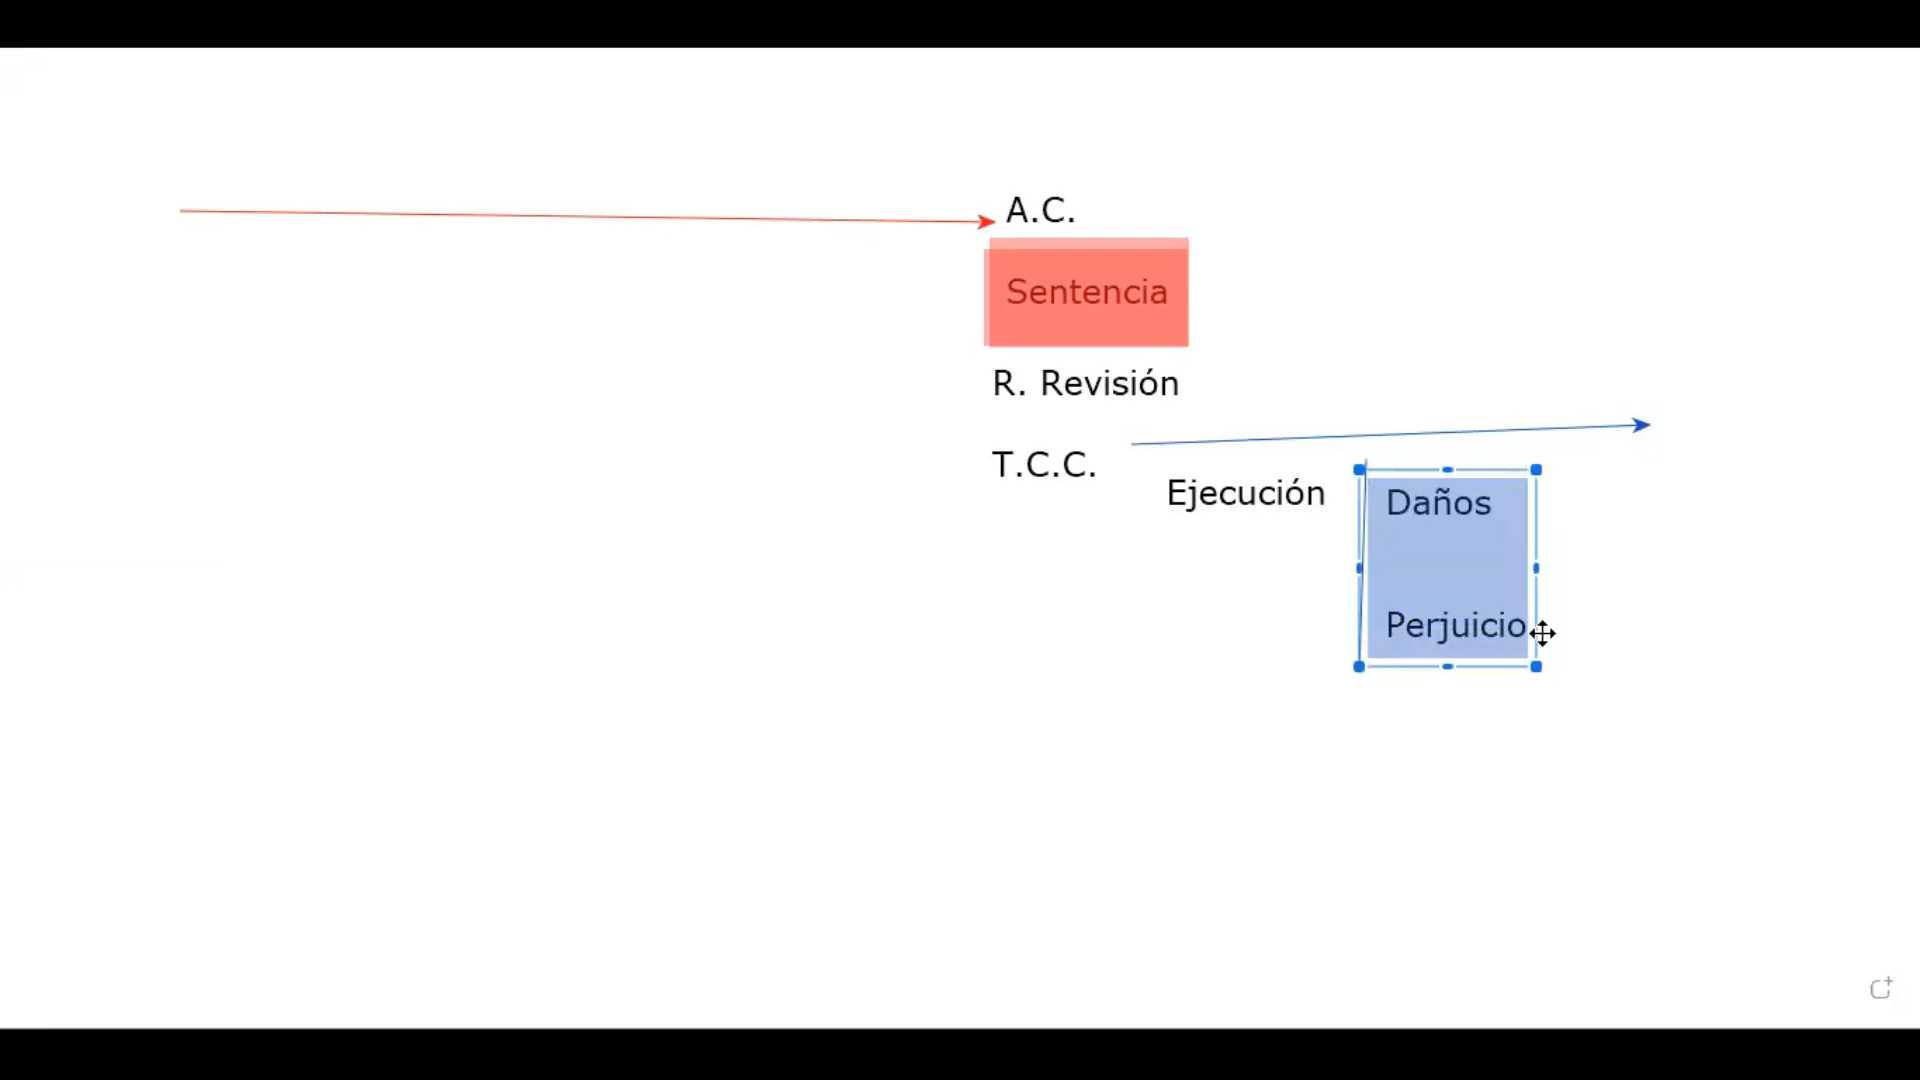 A.C.
Sentencia
R. Revisión
T.C.C.
Ejecución
Daños
Perjuicio